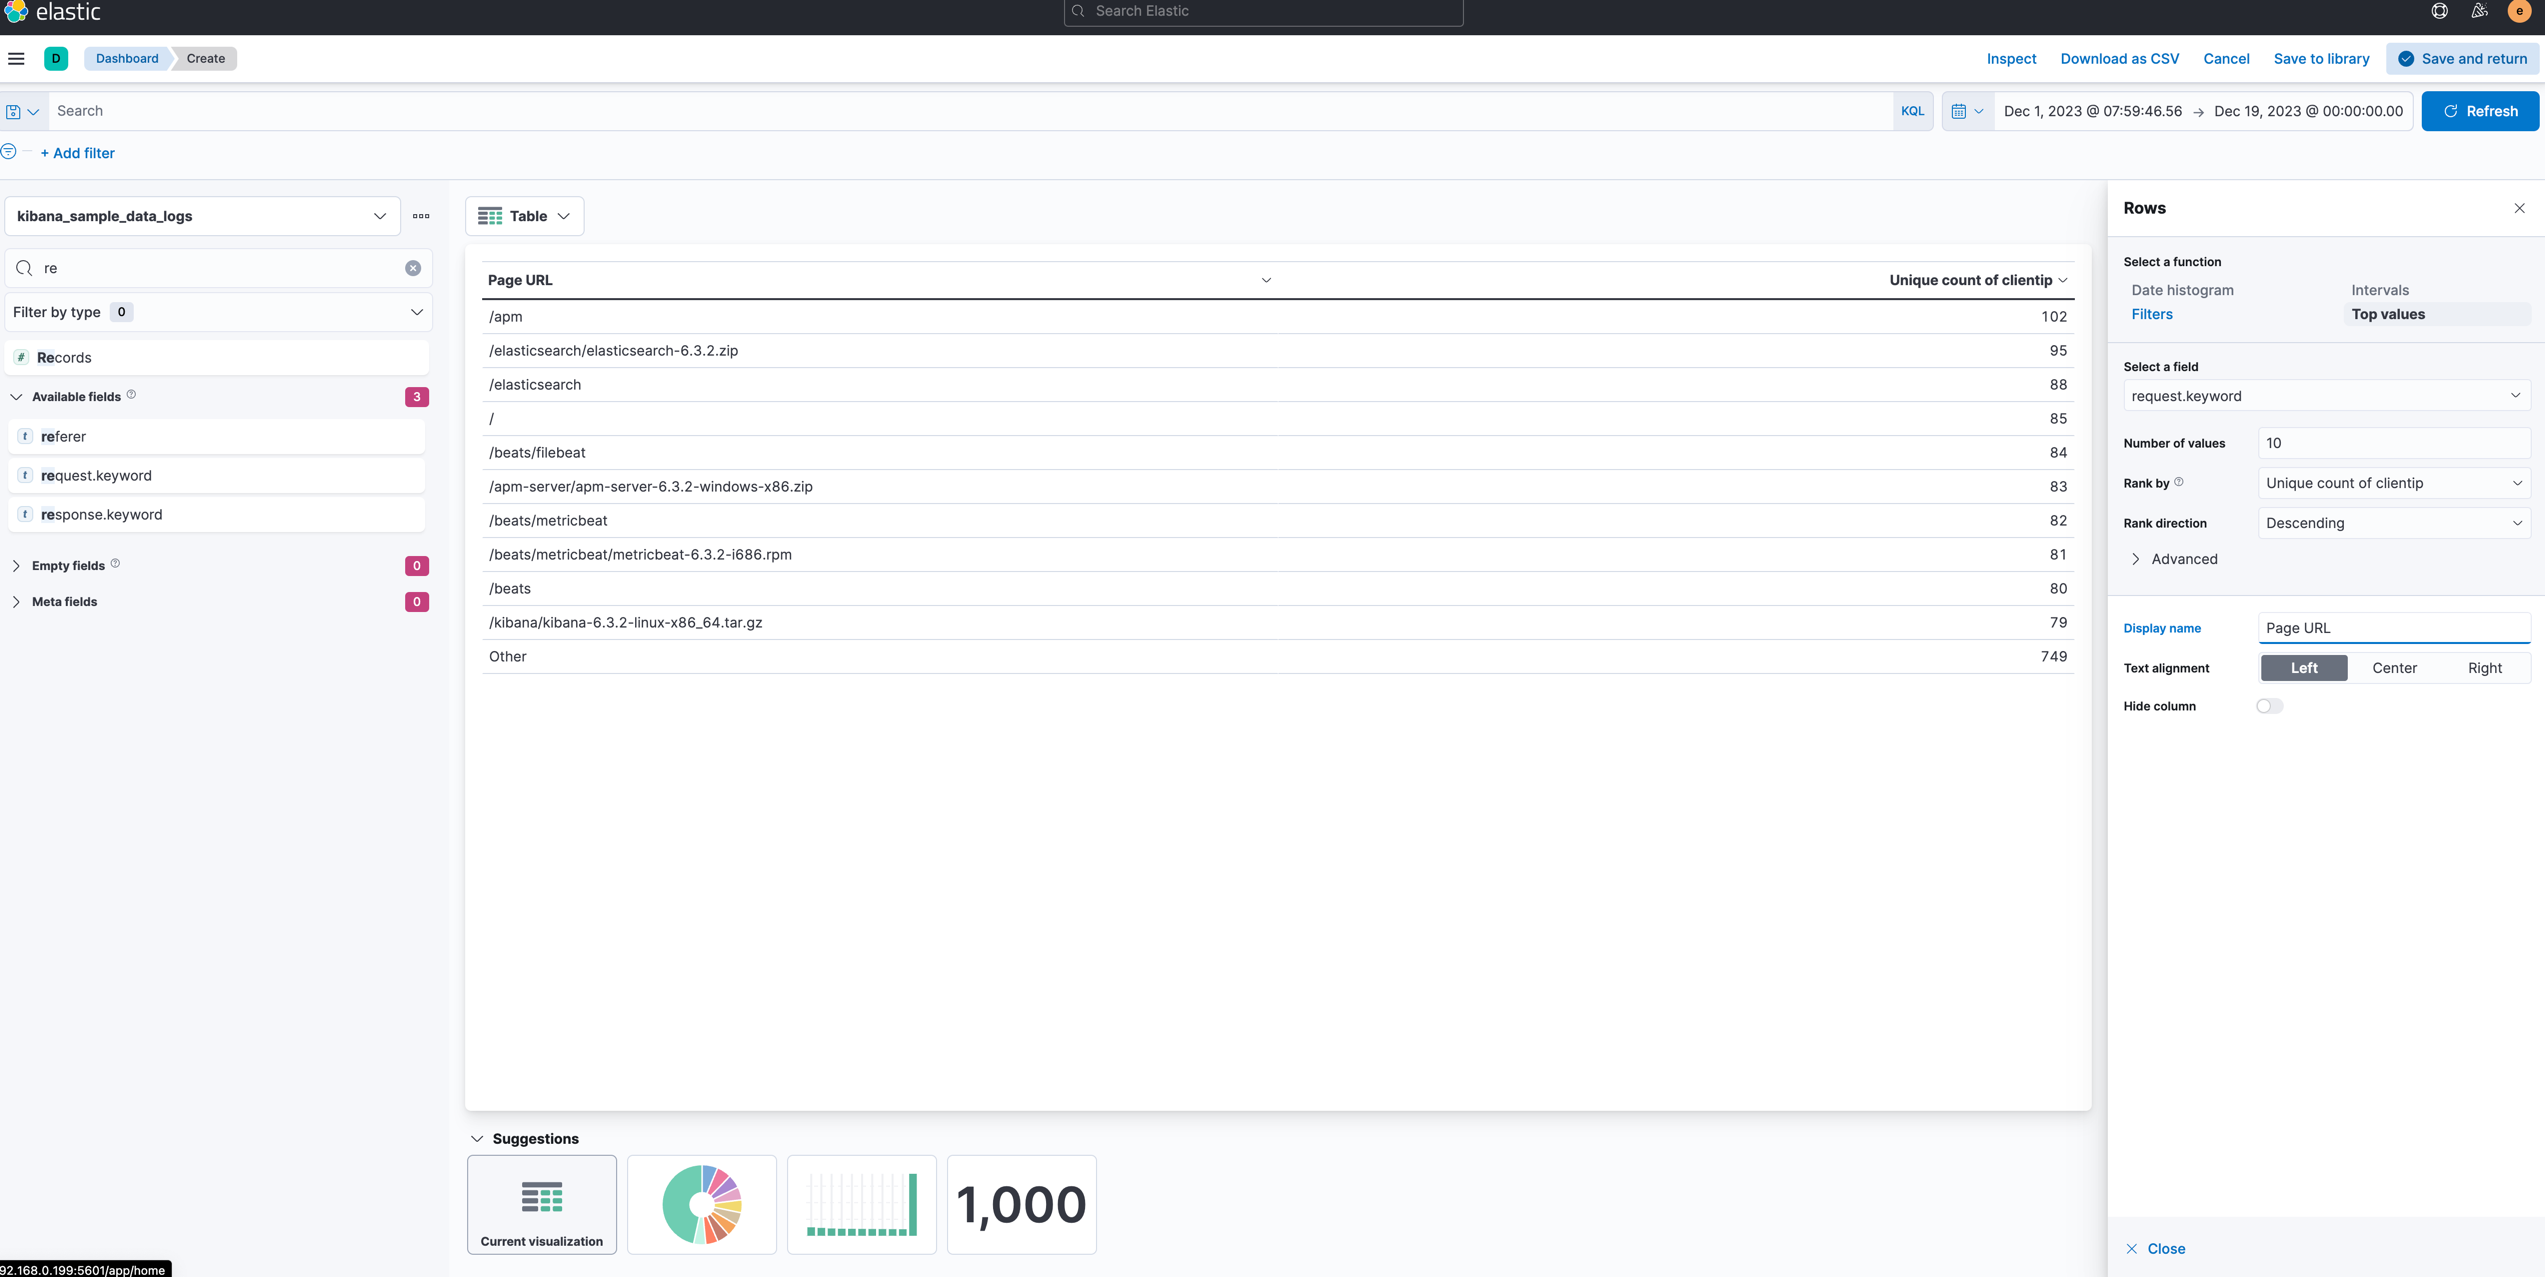 elastic
Search Elastic
e
D
Dashboard
Create
Inspect
Download as CSV
Cancel
Save to library
Save and return
Search
KQL
Dec 1, 2023 @ 07:59:46.56 → Dec 19, 2023 @ 00:00:00.00
Refresh
+ Add filter
kibana_sample_data_logs
re
Filter by type 0
# Records
Available fields 3
t referer
t request.keyword
t response.keyword
Empty fields 0
Meta fields 0
Table
Page URL Unique count of clientip
/apm 102
/elasticsearch/elasticsearch-6.3.2.zip 95
/elasticsearch 88
/ 85
/beats/filebeat 84
/apm-server/apm-server-6.3.2-windows-x86.zip 83
/beats/metricbeat 82
/beats/metricbeat/metricbeat-6.3.2-i686.rpm 81
/beats 80
/kibana/kibana-6.3.2-linux-x86_64.tar.gz 79
Other 749
Suggestions
Current visualization
1,000
Rows
Select a function
Date histogram Intervals
Filters Top values
Select a field
request.keyword
Number of values 10
Rank by Unique count of clientip
Rank direction Descending
Advanced
Display name Page URL
Text alignment Left Center Right
Hide column
Close
92.168.0.199:5601/app/home